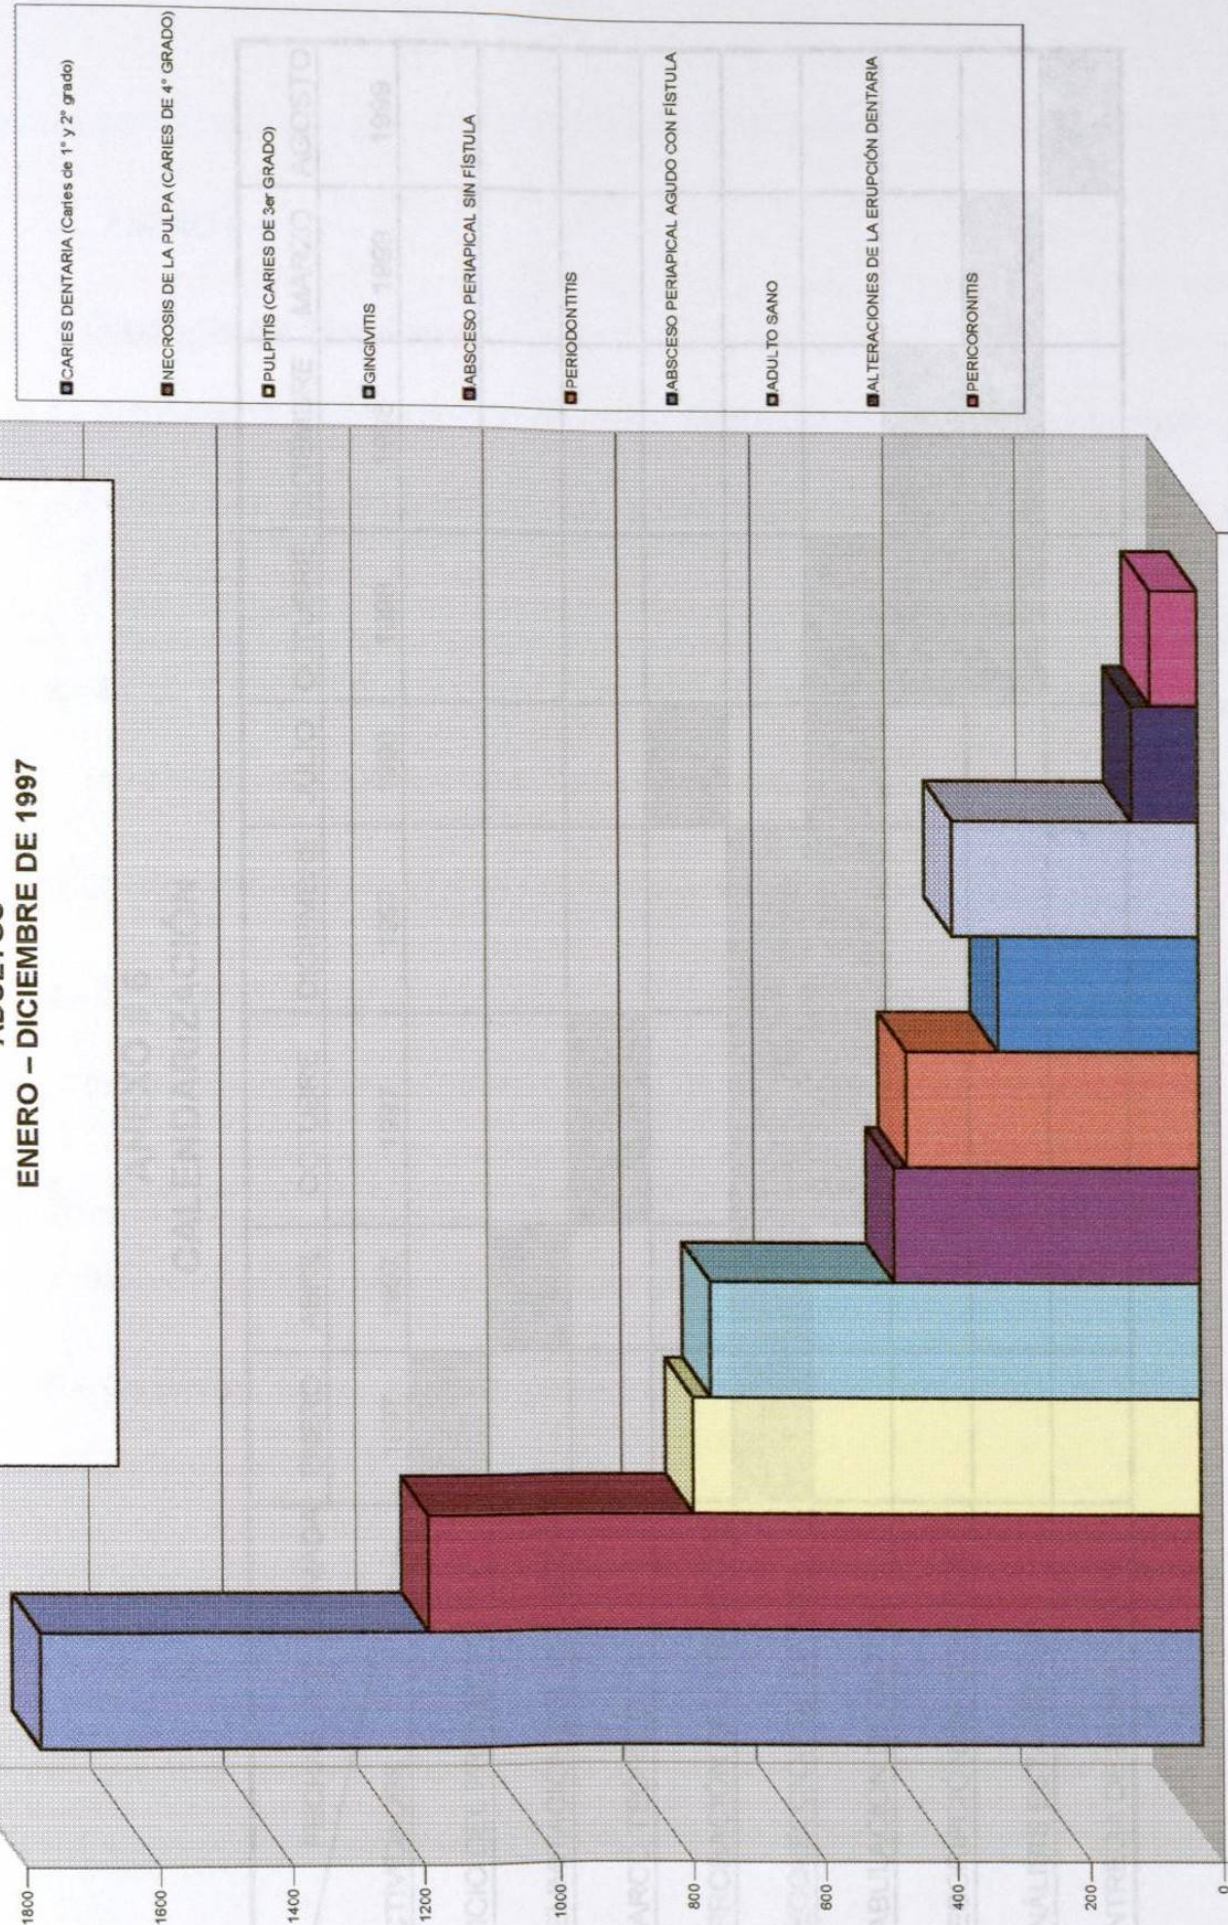 ENERO – DICIEMBRE DE 1997
1800
1600
1400
1200
1000
800
600
400
200
0
CARIES DENTARIA (Caries de 1° y 2° grado)
NECROSIS DE LA PULPA (CARIES DE 4° GRADO)
PULPITIS (CARIES DE 3er GRADO)
GINGIVITIS
ABSCESO PERIAPICAL SIN FÍSTULA
PERIODONTITIS
ABSCESO PERIAPICAL AGUDO CON FÍSTULA
ADULTO SANO
ALTERACIONES DE LA ERUPCIÓN DENTARIA
PERICORONITIS